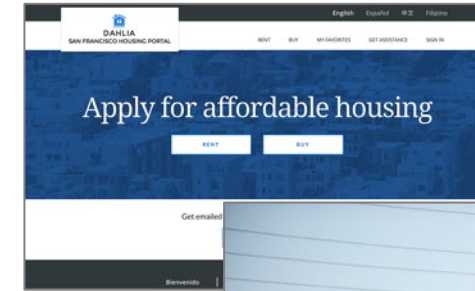 English Español 中文 Filipino
DAHLIA
SAN FRANCISCO HOUSING PORTAL
RENT BUY MY FAVORITES GET ASSISTANCE SIGN IN
Apply for affordable housing
RENT BUY
Get emailed
Bienvenido